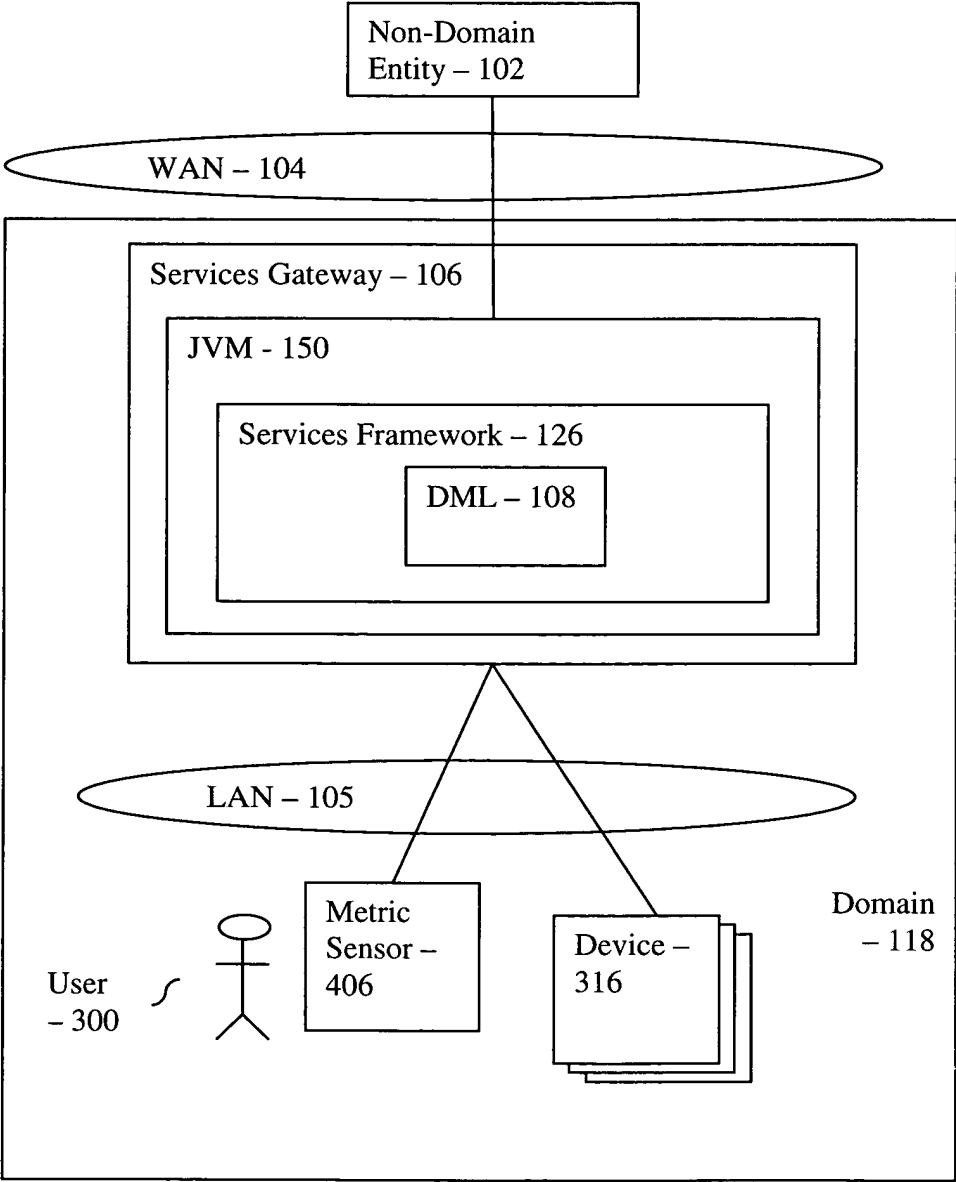 Non-Domain
Entity – 102
WAN – 104
Services Gateway – 106
JVM - 150
Services Framework – 126
DML – 108
LAN – 105
Metric
Sensor –
406
Device –
316
Domain
– 118
User
– 300